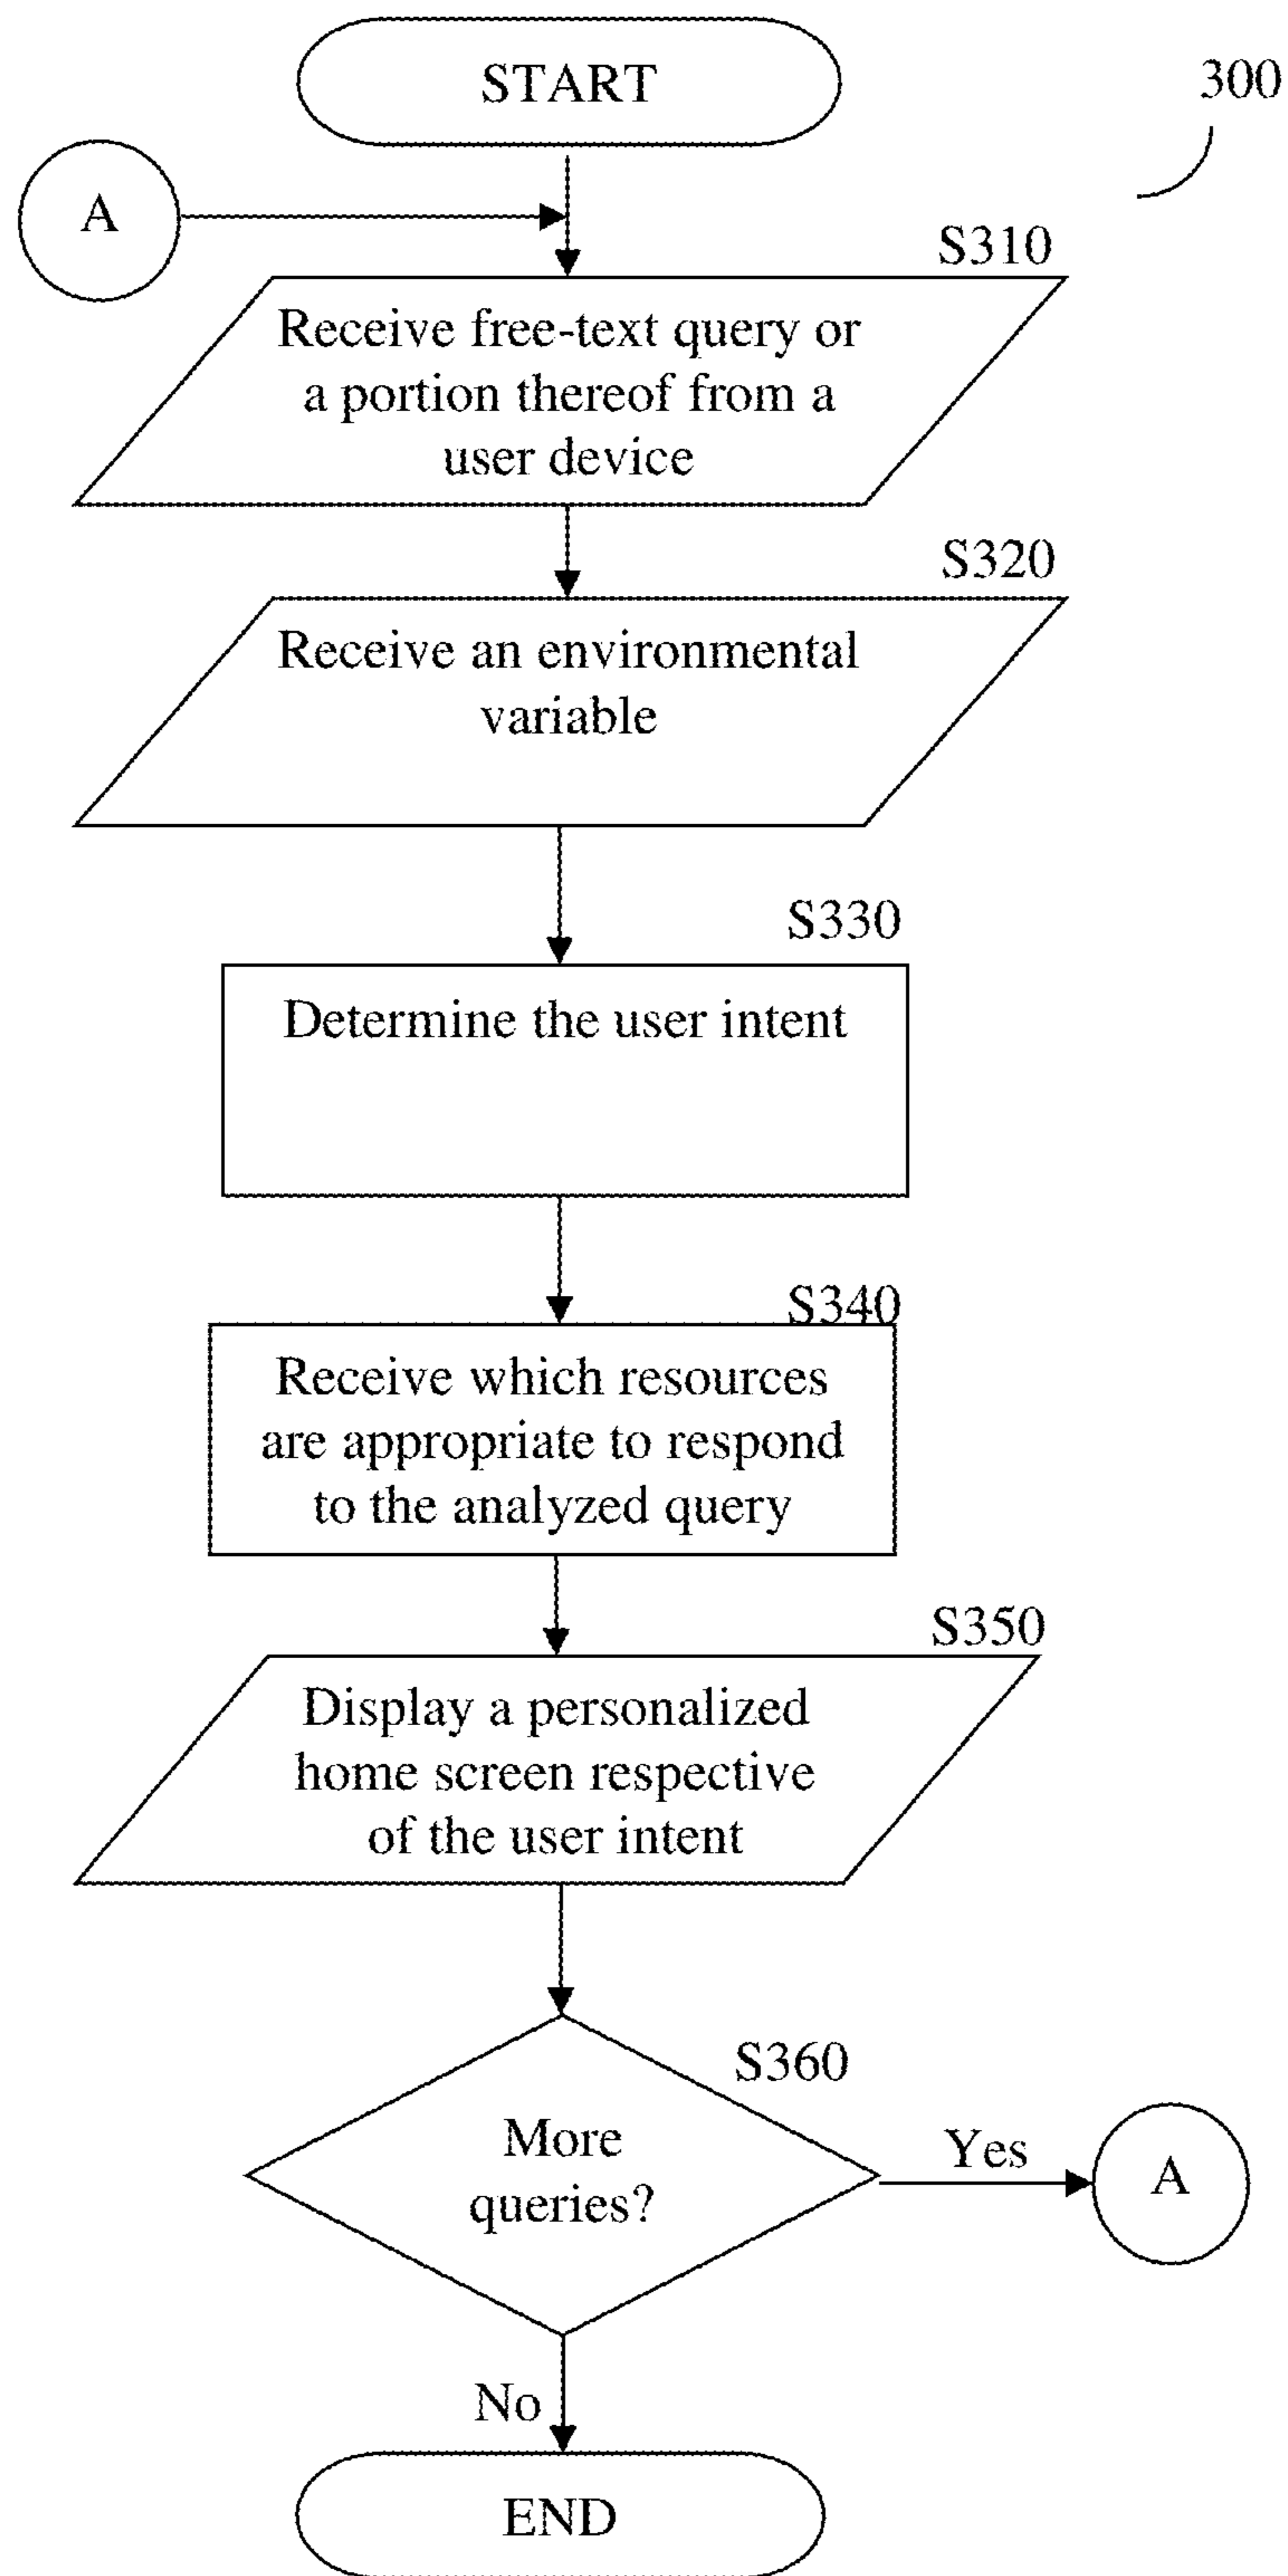 START
300
A
S310
Receive free-text query or
a portion thereof from a
user device
S320
Receive an environmental
variable
S330
Determine the user intent
S340
Receive which resources
are appropriate to respond
to the analyzed query
S350
Display a personalized
home screen respective
of the user intent
S360
More
queries?
Yes
A
No
END